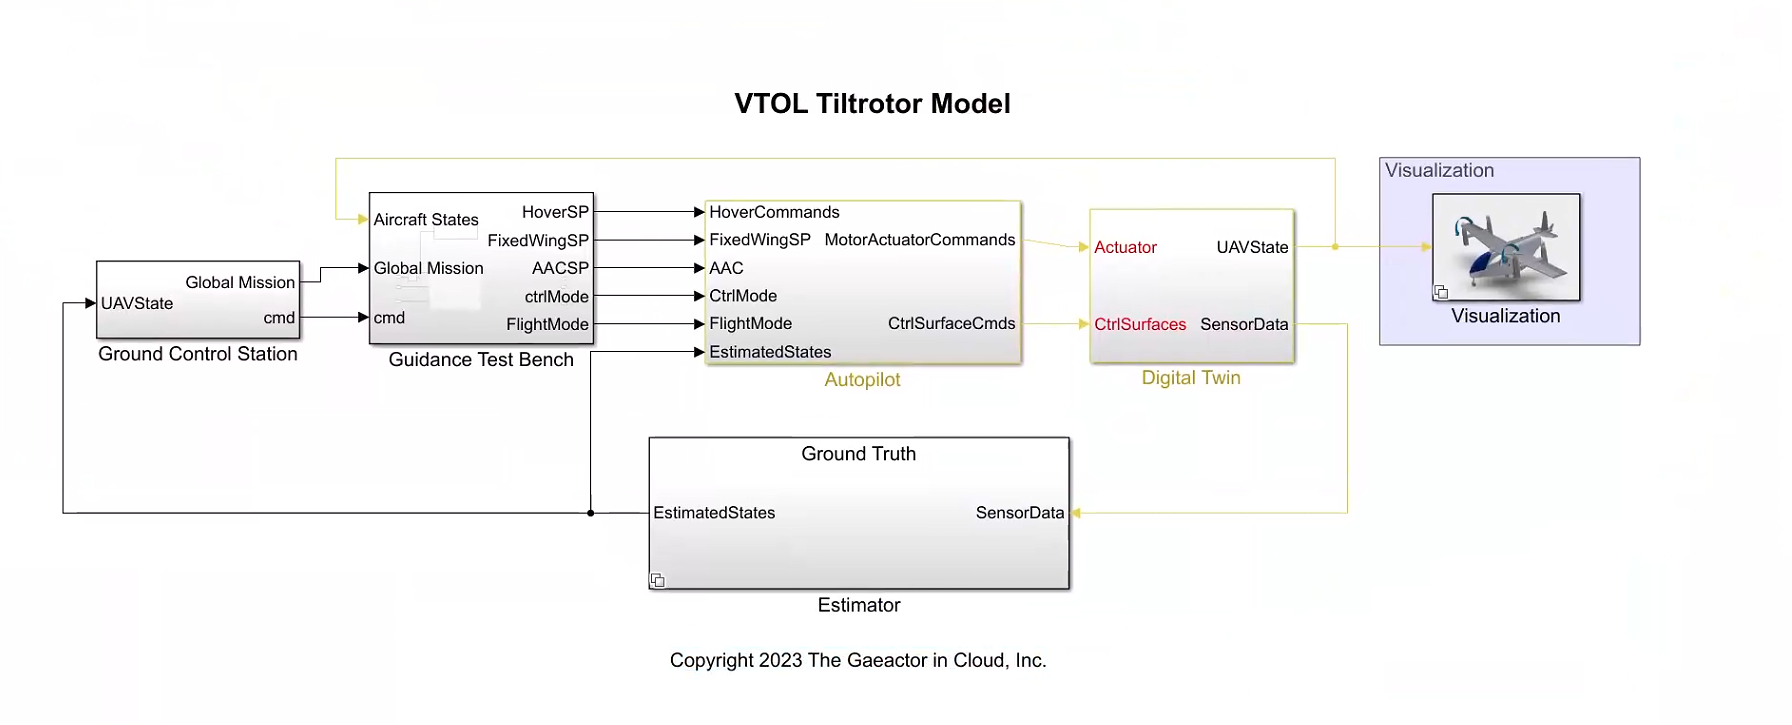 VTOL Tiltrotor Model
UAVState
Global Mission
cmd
Ground Control Station
Aircraft States
Global Mission
cmd
HoverSP
FixedWingSP
AACSP
ctrlMode
FlightMode
Guidance Test Bench
HoverCommands
FixedWingSP
AAC
CtrlMode
FlightMode
EstimatedStates
MotorActuatorCommands
CtrlSurfaceCmds
Autopilot
Actuator
CtrlSurfaces
UAVState
SensorData
Digital Twin
Visualization
Visualization
Ground Truth
EstimatedStates
SensorData
Estimator
Copyright 2023 The Gaeactor in Cloud, Inc.